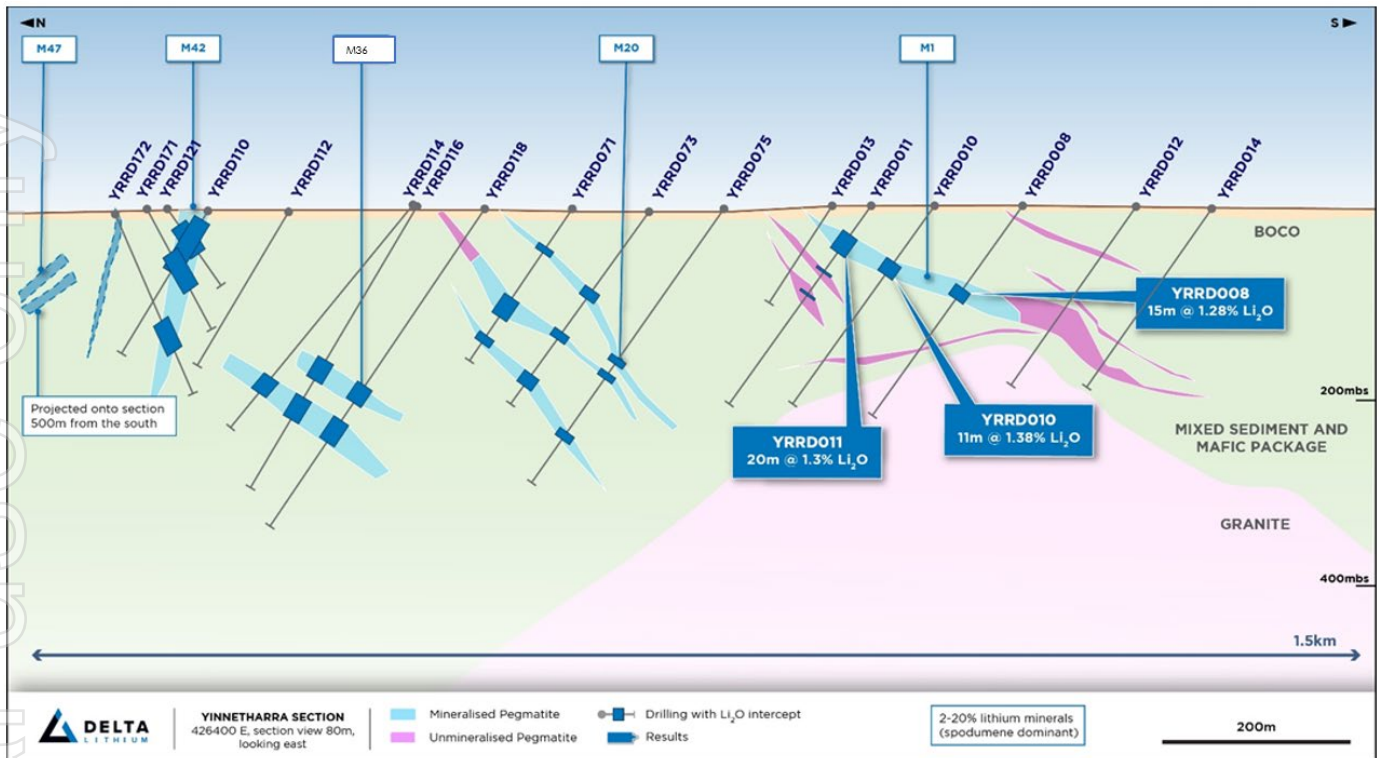 ◄N
S►
M47
M42
M36
M20
M1
YRRD172
YRRD171
YRRD121
YRRD110
YRRD112
YRRD114
YRRD116
YRRD118
YRRD071
YRRD073
YRRD075
YRRD013
YRRD011
YRRD010
YRRD008
YRRD012
YRRD014
BOCO
YRRD008
15m @ 1.28% Li₂O
200mbs
Projected onto section
500m from the south
YRRD010
11m @ 1.38% Li₂O
YRRD011
20m @ 1.3% Li₂O
MIXED SEDIMENT AND
MAFIC PACKAGE
GRANITE
400mbs
1.5km
DELTA
LITHIUM
YINNETHARRA SECTION
426400 E, section view 80m,
looking east
Mineralised Pegmatite
Unmineralised Pegmatite
Drilling with Li₂O intercept
Results
2-20% lithium minerals
(spodumene dominant)
200m